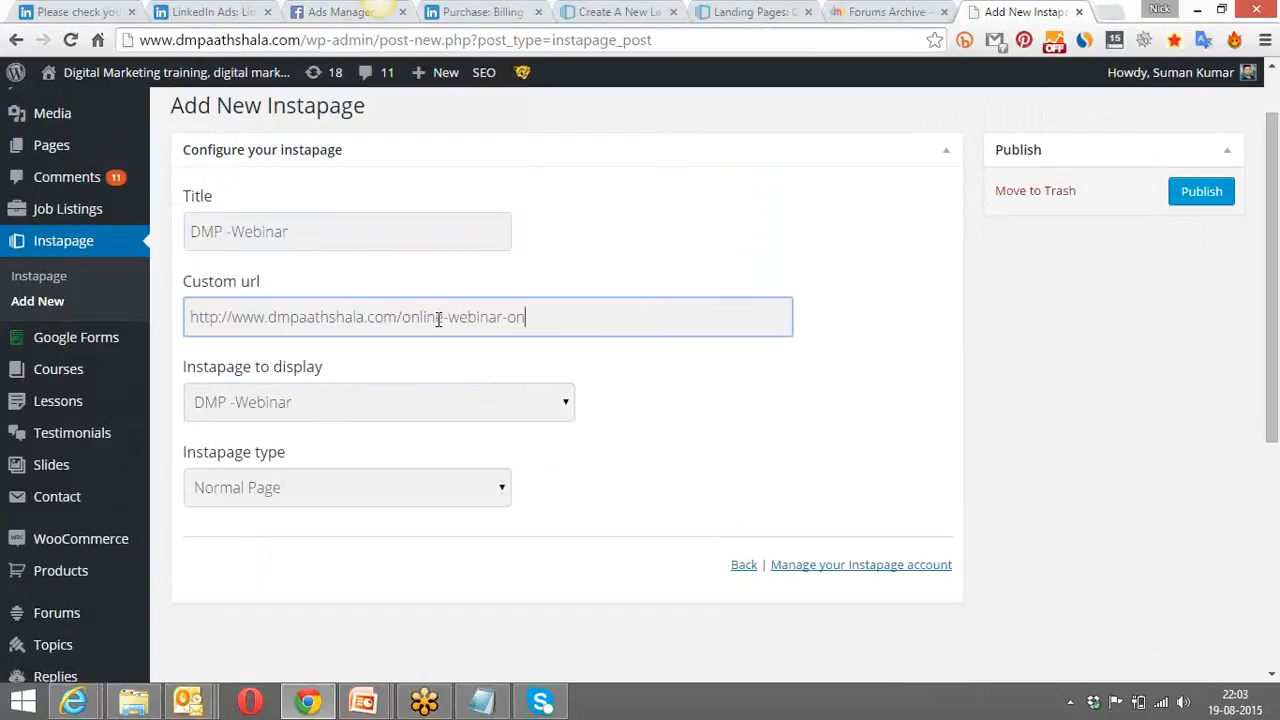 Please check you
LinkedIn Ads: Lin
Ads Manage
Purchase: Billing
Create A New La
Landing Pages: C
Forums Archive -
Add New Instap
Nick
www.dmpaathshala.com/wp-admin/post-new.php?post_type=instapage_post
OFF
15
Digital Marketing training, digital mark...
18
11
New
SEO
Howdy, Suman Kumar
Media
Pages
Comments 11
Job Listings
Instapage
Instapage
Add New
Google Forms
Courses
Lessons
Testimonials
Slides
Contact
WooCommerce
Products
Forums
Topics
Replies
Add New Instapage
Configure your instapage
Title
DMP -Webinar
Custom url
http://www.dmpaathshala.com/online-webinar-on
Instapage to display
DMP -Webinar
Instapage type
Normal Page
Back | Manage your Instapage account
Publish
Move to Trash
Publish
22:03
19-08-2015